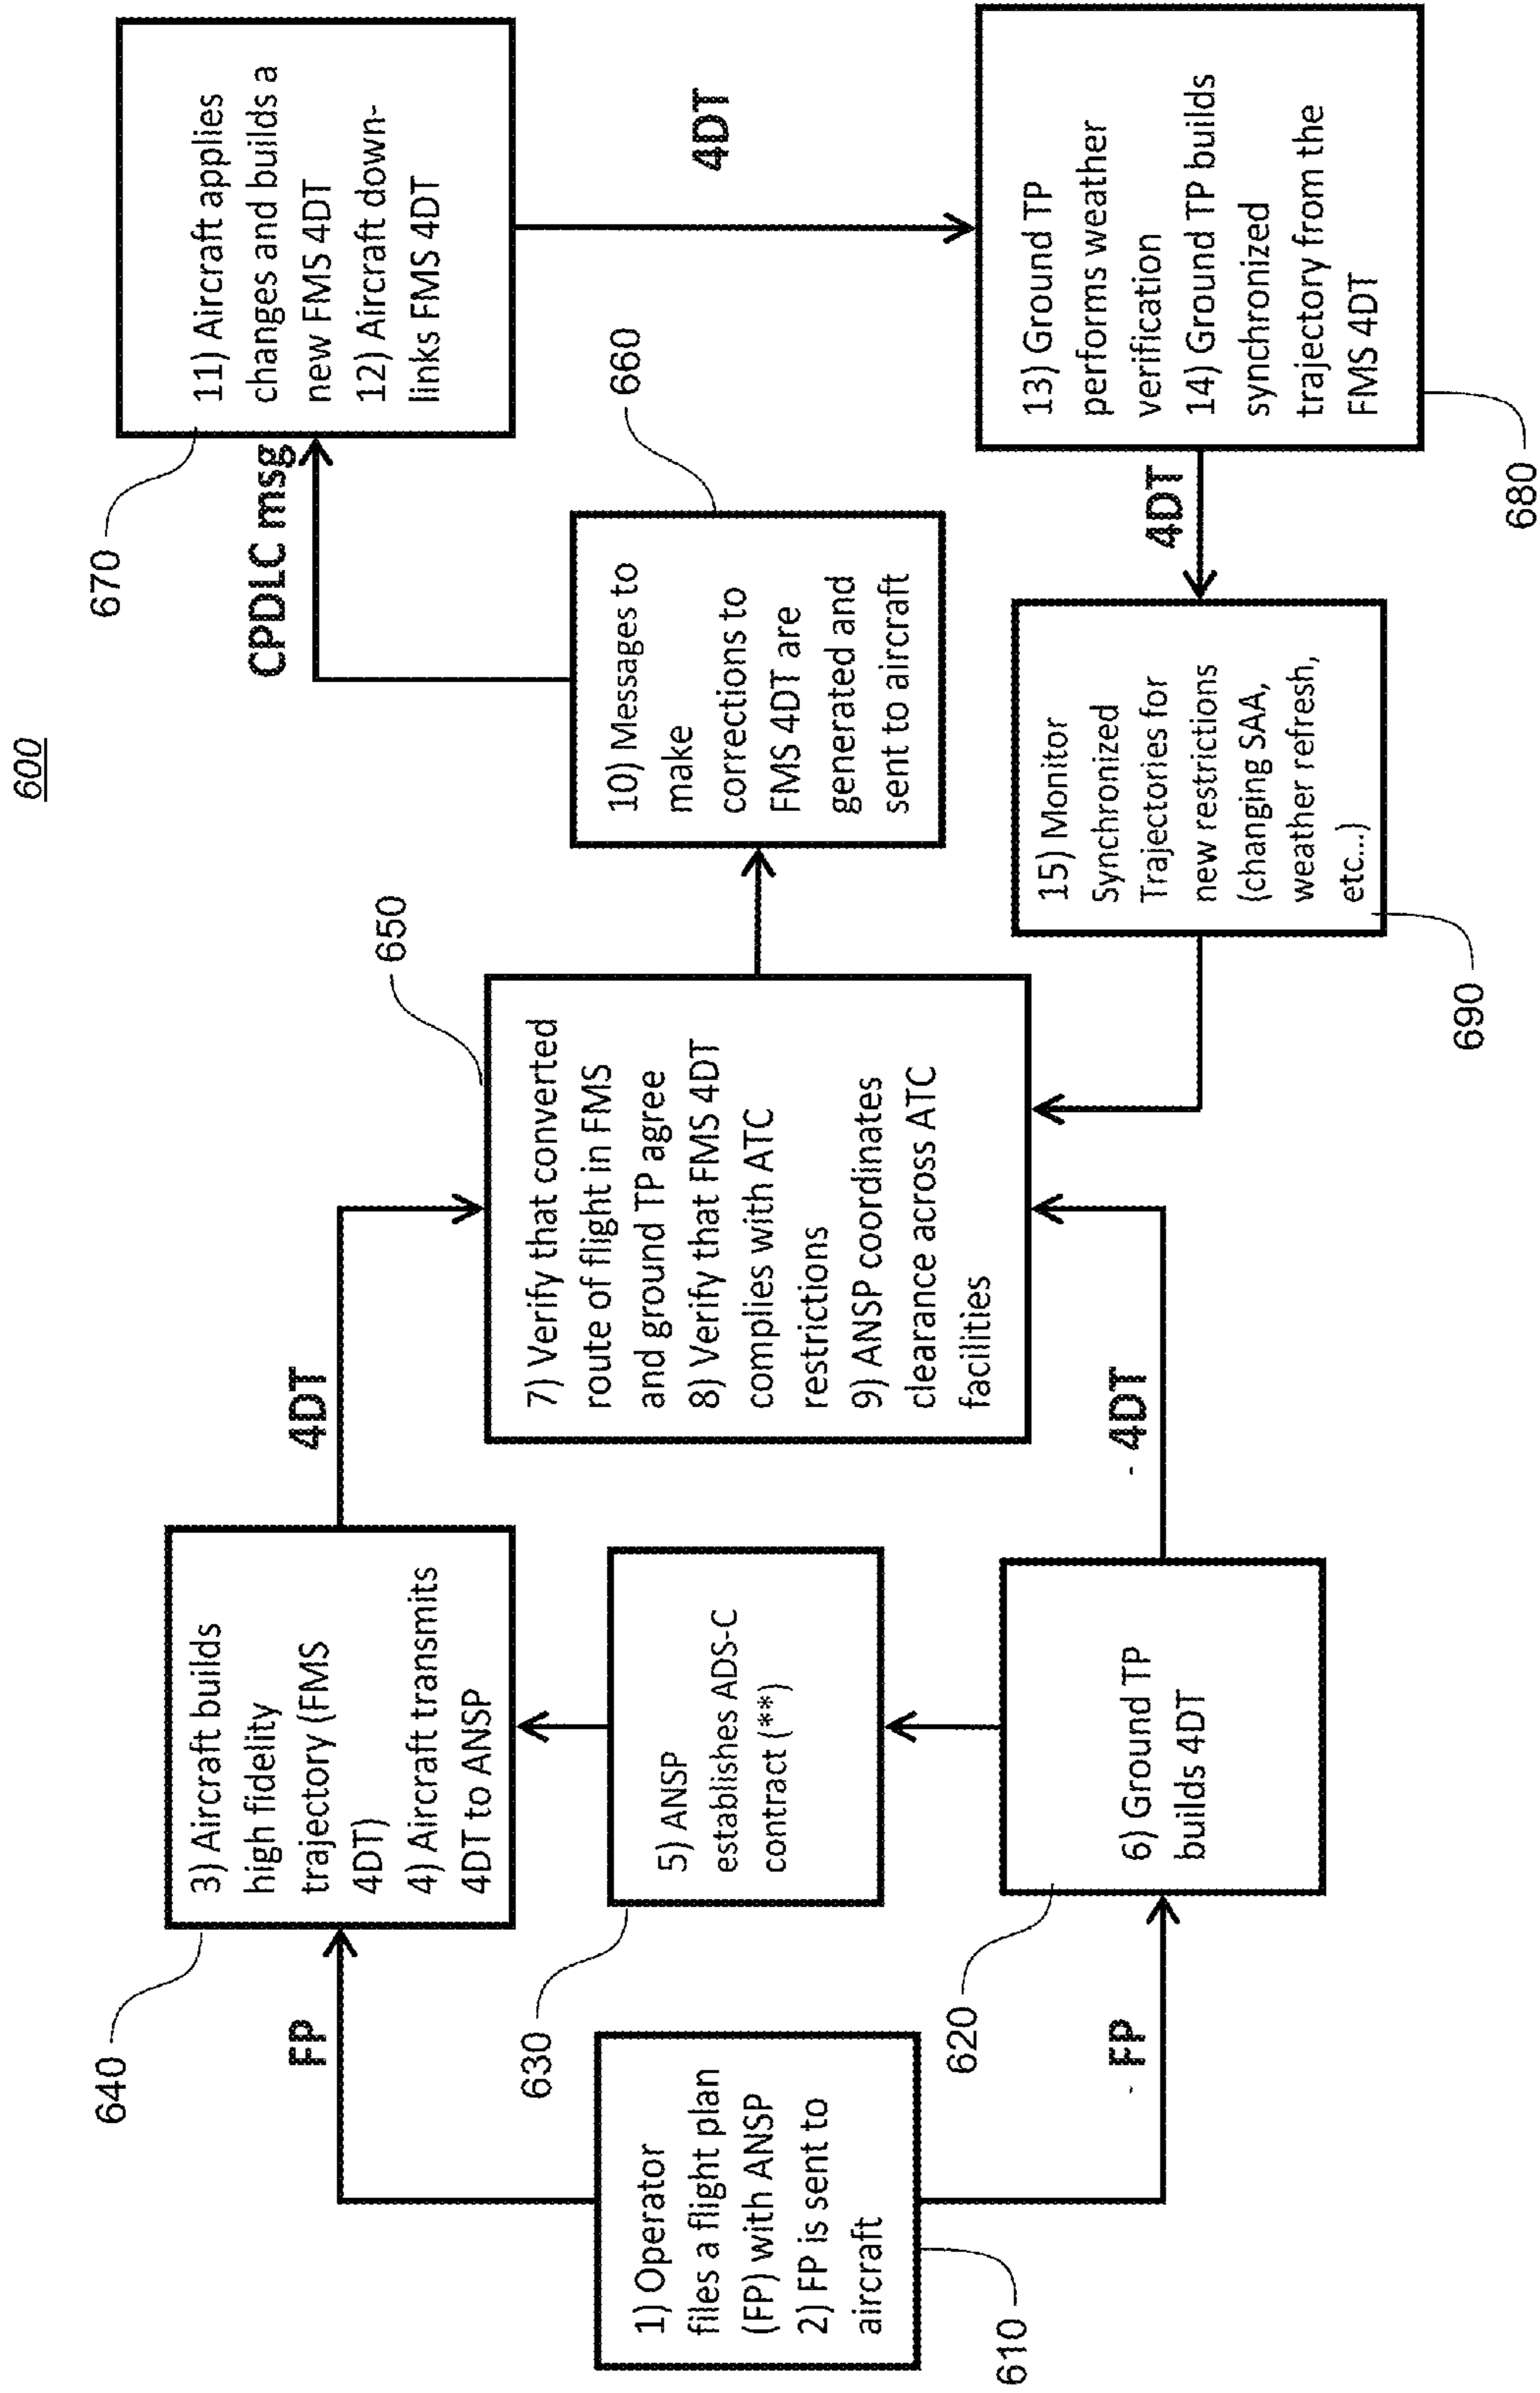 600
640
FP
3) Aircraft builds
high fidelity
trajectory (FMS
4DT)
4) Aircraft transmits
4DT to ANSP
4DT
670
CPDLC msg
11) Aircraft applies
changes and builds a
new FMS 4DT
12) Aircraft down-
links FMS 4DT
610
1) Operator
files a flight plan
(FP) with ANSP
2) FP is sent to
aircraft
630
5) ANSP
establishes ADS-C
contract (**)
650
7) Verify that converted
route of flight in FMS
and ground TP agree
8) Verify that FMS 4DT
complies with ATC
restrictions
9) ANSP coordinates
clearance across ATC
facilities
660
10) Messages to
make
corrections to
FMS 4DT are
generated and
sent to aircraft
4DT
620
- FP
6) Ground TP
builds 4DT
- 4DT
690
15) Monitor
Synchronized
Trajectories for
new restrictions
(changing SAA,
weather refresh,
etc...)
4DT
680
13) Ground TP
performs weather
verification
14) Ground TP builds
synchronized
trajectory from the
FMS 4DT